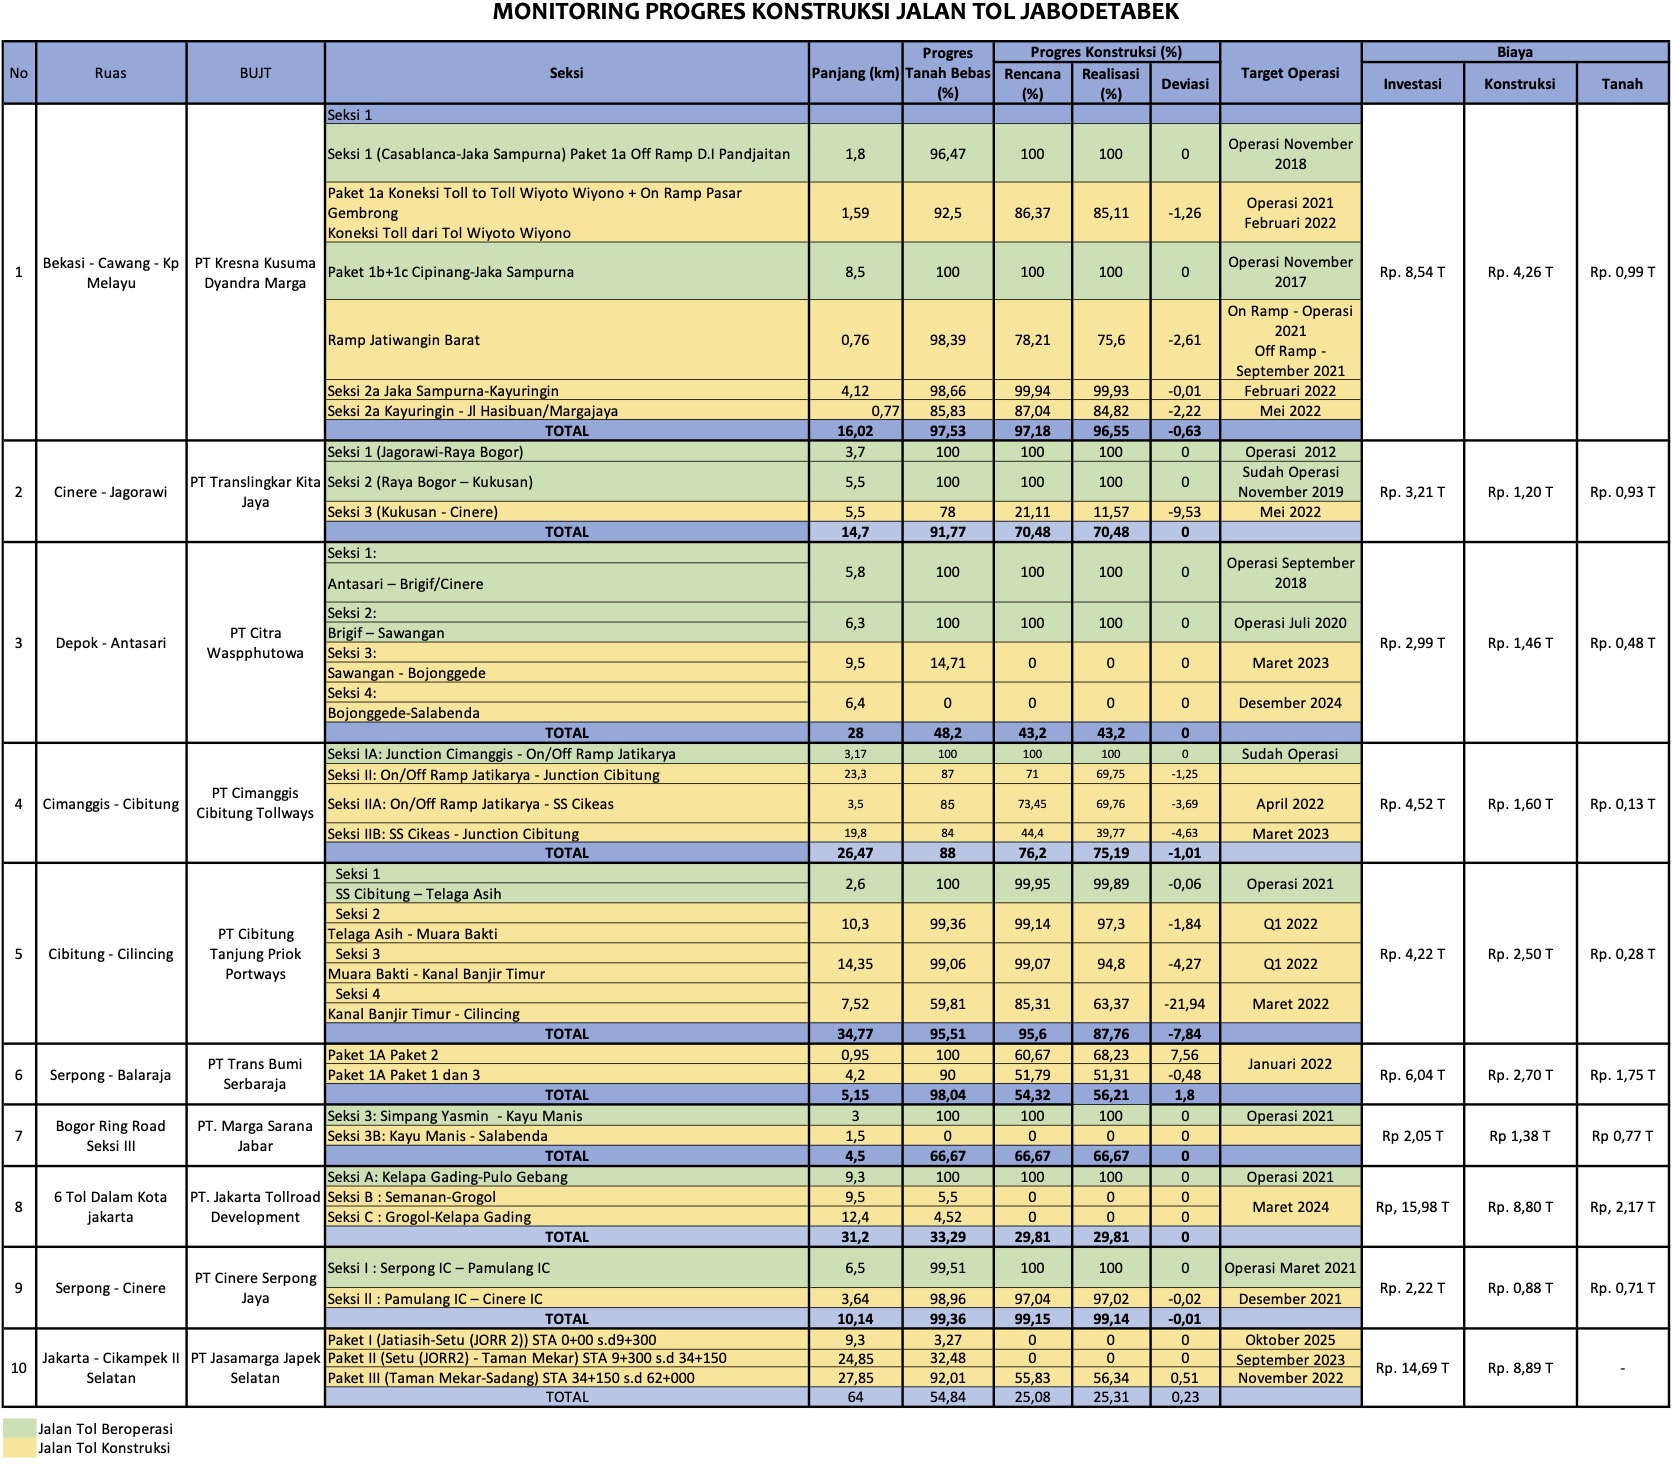 MONITORING PROGRES KONSTRUKSI JALAN TOL JABODETABEK
No Ruas BUJT Seksi Panjang (km) Progres Tanah Bebas (%) Progres Konstruksi (%) Target Operasi Biaya
Rencana (%) Realisasi (%) Deviasi Investasi Konstruksi Tanah
1 Bekasi - Cawang - Kp Melayu PT Kresna Kusuma Dyandra Marga Rp. 8,54 T Rp. 4,26 T Rp. 0,99 T
Seksi 1
Seksi 1 (Casablanca-Jaka Sampurna) Paket 1a Off Ramp D.I Pandjaitan 1,8 96,47 100 100 0 Operasi November 2018
Paket 1a Koneksi Toll to Toll Wiyoto Wiyono + On Ramp Pasar
Gembrong
Koneksi Toll dari Tol Wiyoto Wiyono 1,59 92,5 86,37 85,11 -1,26 Operasi 2021 Februari 2022
Paket 1b+1c Cipinang-Jaka Sampurna 8,5 100 100 100 0 Operasi November 2017
Ramp Jatiwangin Barat 0,76 98,39 78,21 75,6 -2,61 On Ramp - Operasi 2021 Off Ramp - September 2021
Seksi 2a Jaka Sampurna-Kayuringin 4,12 98,66 99,94 99,93 -0,01 Februari 2022
Seksi 2a Kayuringin - Jl Hasibuan/Margajaya 0,77 85,83 87,04 84,82 -2,22 Mei 2022
TOTAL 16,02 97,53 97,18 96,55 -0,63
2 Cinere - Jagorawi PT Translingkar Kita Jaya Rp. 3,21 T Rp. 1,20 T Rp. 0,93 T
Seksi 1 (Jagorawi-Raya Bogor) 3,7 100 100 100 0 Operasi 2012
Seksi 2 (Raya Bogor – Kukusan) 5,5 100 100 100 0 Sudah Operasi November 2019
Seksi 3 (Kukusan - Cinere) 5,5 78 21,11 11,57 -9,53 Mei 2022
TOTAL 14,7 91,77 70,48 70,48 0
3 Depok - Antasari PT Citra Waspphutowa Rp. 2,99 T Rp. 1,46 T Rp. 0,48 T
Seksi 1:
Antasari – Brigif/Cinere 5,8 100 100 100 0 Operasi September 2018
Seksi 2:
Brigif – Sawangan 6,3 100 100 100 0 Operasi Juli 2020
Seksi 3:
Sawangan - Bojonggede 9,5 14,71 0 0 0 Maret 2023
Seksi 4:
Bojonggede-Salabenda 6,4 0 0 0 0 Desember 2024
TOTAL 28 48,2 43,2 43,2 0
4 Cimanggis - Cibitung PT Cimanggis Cibitung Tollways Rp. 4,52 T Rp. 1,60 T Rp. 0,13 T
Seksi IA: Junction Cimanggis - On/Off Ramp Jatikarya 3,17 100 100 100 0 Sudah Operasi
Seksi II: On/Off Ramp Jatikarya - Junction Cibitung 23,3 87 71 69,75 -1,25
Seksi IIA: On/Off Ramp Jatikarya - SS Cikeas 3,5 85 73,45 69,76 -3,69 April 2022
Seksi IIB: SS Cikeas - Junction Cibitung 19,8 84 44,4 39,77 -4,63 Maret 2023
TOTAL 26,47 88 76,2 75,19 -1,01
5 Cibitung - Cilincing PT Cibitung Tanjung Priok Portways Rp. 4,22 T Rp. 2,50 T Rp. 0,28 T
Seksi 1
SS Cibitung – Telaga Asih 2,6 100 99,95 99,89 -0,06 Operasi 2021
Seksi 2
Telaga Asih - Muara Bakti 10,3 99,36 99,14 97,3 -1,84 Q1 2022
Seksi 3
Muara Bakti - Kanal Banjir Timur 14,35 99,06 99,07 94,8 -4,27 Q1 2022
Seksi 4
Kanal Banjir Timur - Cilincing 7,52 59,81 85,31 63,37 -21,94 Maret 2022
TOTAL 34,77 95,51 95,6 87,76 -7,84
6 Serpong - Balaraja PT Trans Bumi Serbaraja Rp. 6,04 T Rp. 2,70 T Rp. 1,75 T
Paket 1A Paket 2 0,95 100 60,67 68,23 7,56 Januari 2022
Paket 1A Paket 1 dan 3 4,2 90 51,79 51,31 -0,48
TOTAL 5,15 98,04 54,32 56,21 1,8
7 Bogor Ring Road Seksi III PT. Marga Sarana Jabar Rp 2,05 T Rp 1,38 T Rp 0,77 T
Seksi 3: Simpang Yasmin - Kayu Manis 3 100 100 100 0 Operasi 2021
Seksi 3B: Kayu Manis - Salabenda 1,5 0 0 0 0
TOTAL 4,5 66,67 66,67 66,67 0
8 6 Tol Dalam Kota jakarta PT. Jakarta Tollroad Development Rp, 15,98 T Rp. 8,80 T Rp, 2,17 T
Seksi A: Kelapa Gading-Pulo Gebang 9,3 100 100 100 0 Operasi 2021
Seksi B : Semanan-Grogol 9,5 5,5 0 0 0 Maret 2024
Seksi C : Grogol-Kelapa Gading 12,4 4,52 0 0 0
TOTAL 31,2 33,29 29,81 29,81 0
9 Serpong - Cinere PT Cinere Serpong Jaya Rp. 2,22 T Rp. 0,88 T Rp. 0,71 T
Seksi I : Serpong IC – Pamulang IC 6,5 99,51 100 100 0 Operasi Maret 2021
Seksi II : Pamulang IC – Cinere IC 3,64 98,96 97,04 97,02 -0,02 Desember 2021
TOTAL 10,14 99,36 99,15 99,14 -0,01
10 Jakarta - Cikampek II Selatan PT Jasamarga Japek Selatan Rp. 14,69 T Rp. 8,89 T -
Paket I (Jatiasih-Setu (JORR 2)) STA 0+00 s.d9+300 9,3 3,27 0 0 0 Oktober 2025
Paket II (Setu (JORR2) - Taman Mekar) STA 9+300 s.d 34+150 24,85 32,48 0 0 0 September 2023
Paket III (Taman Mekar-Sadang) STA 34+150 s.d 62+000 27,85 92,01 55,83 56,34 0,51 November 2022
TOTAL 64 54,84 25,08 25,31 0,23
Jalan Tol Beroperasi
Jalan Tol Konstruksi